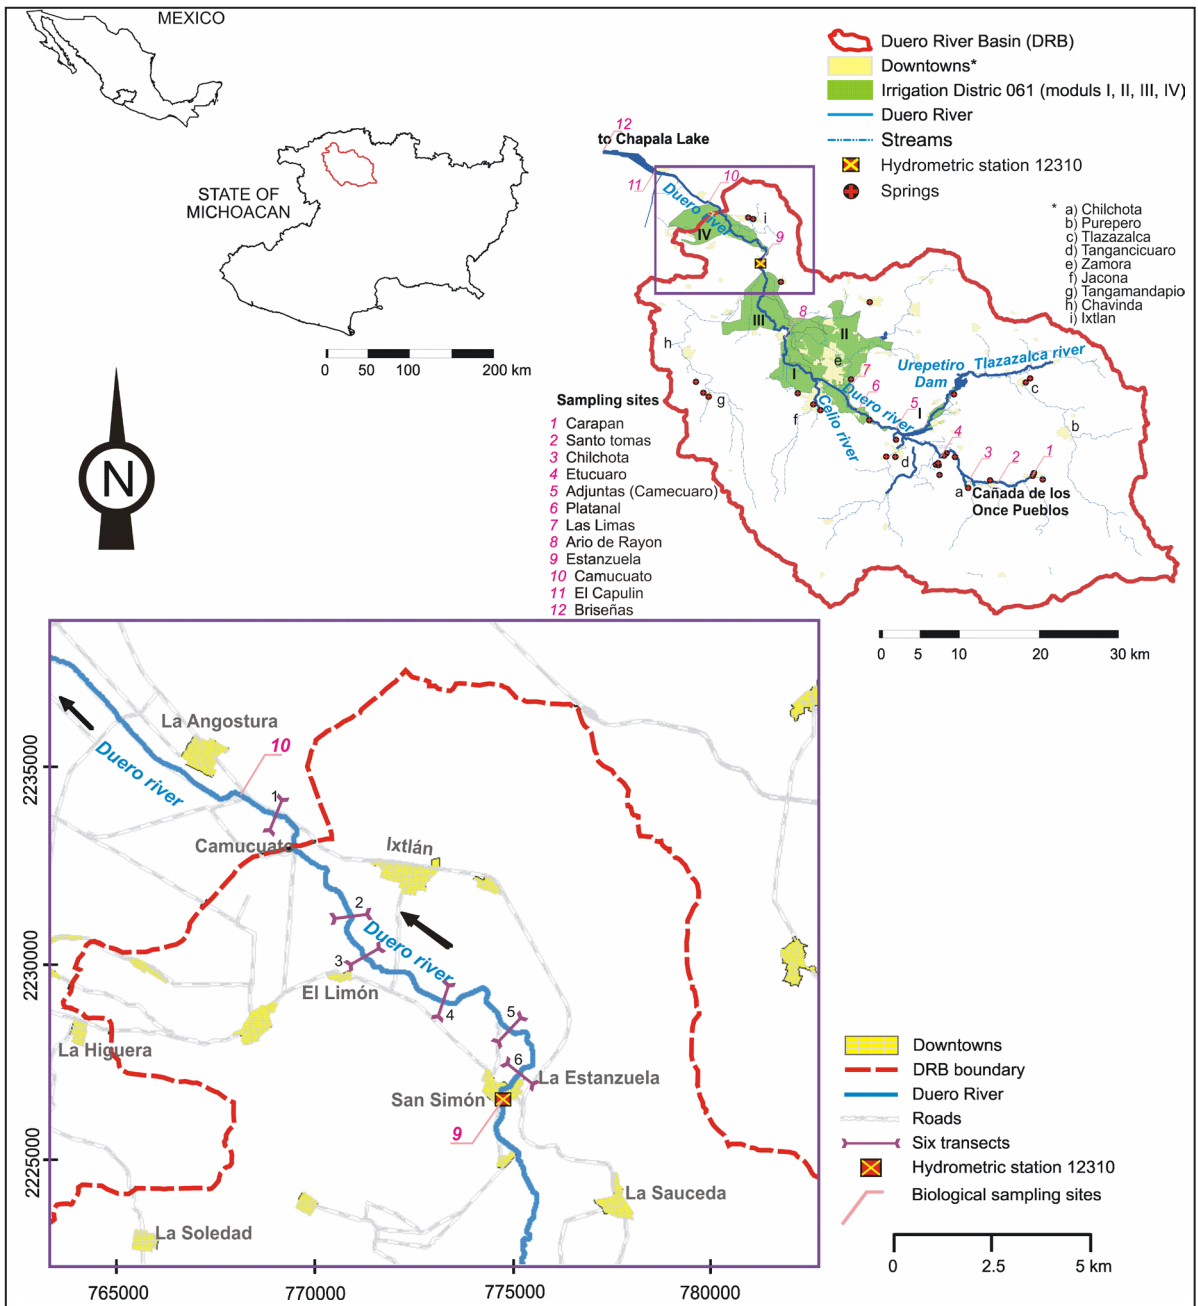 MEXICO
STATE OF
MICHOACAN
0 50 100 200 km
N
Duero River Basin (DRB)
Downtowns*
Irrigation Distric 061 (moduls I, II, III, IV)
Duero River
Streams
Hydrometric station 12310
Springs
* a) Chilchota
b) Purepero
c) Tlazazalca
d) Tangancicuaro
e) Zamora
f) Jacona
g) Tangamandapio
h) Chavinda
i) Ixtlan
12
to Chapala Lake
11
10
Duero river
i
IV
9
III
8
II
h
e
I
7
6
Urepetiro
Dam
Tlazazalca river
c
g
f
Celio river
Duero river
5
I
b
4
d
3
2
1
a
Cañada de los
Once Pueblos
Sampling sites
1 Carapan
2 Santo tomas
3 Chilchota
4 Etucuaro
5 Adjuntas (Camecuaro)
6 Platanal
7 Las Limas
8 Ario de Rayon
9 Estanzuela
10 Camucuato
11 El Capulin
12 Briseñas
0 5 10 20 30 km
La Angostura
Duero river
10
1
Camucuato
Ixtlán
2
Duero river
3
El Limón
4
5
La Higuera
6
La Estanzuela
San Simón
9
La Sauceda
La Soledad
2235000
2230000
2225000
765000 770000 775000 780000
Downtowns
DRB boundary
Duero River
Roads
Six transects
Hydrometric station 12310
Biological sampling sites
0 2.5 5 km